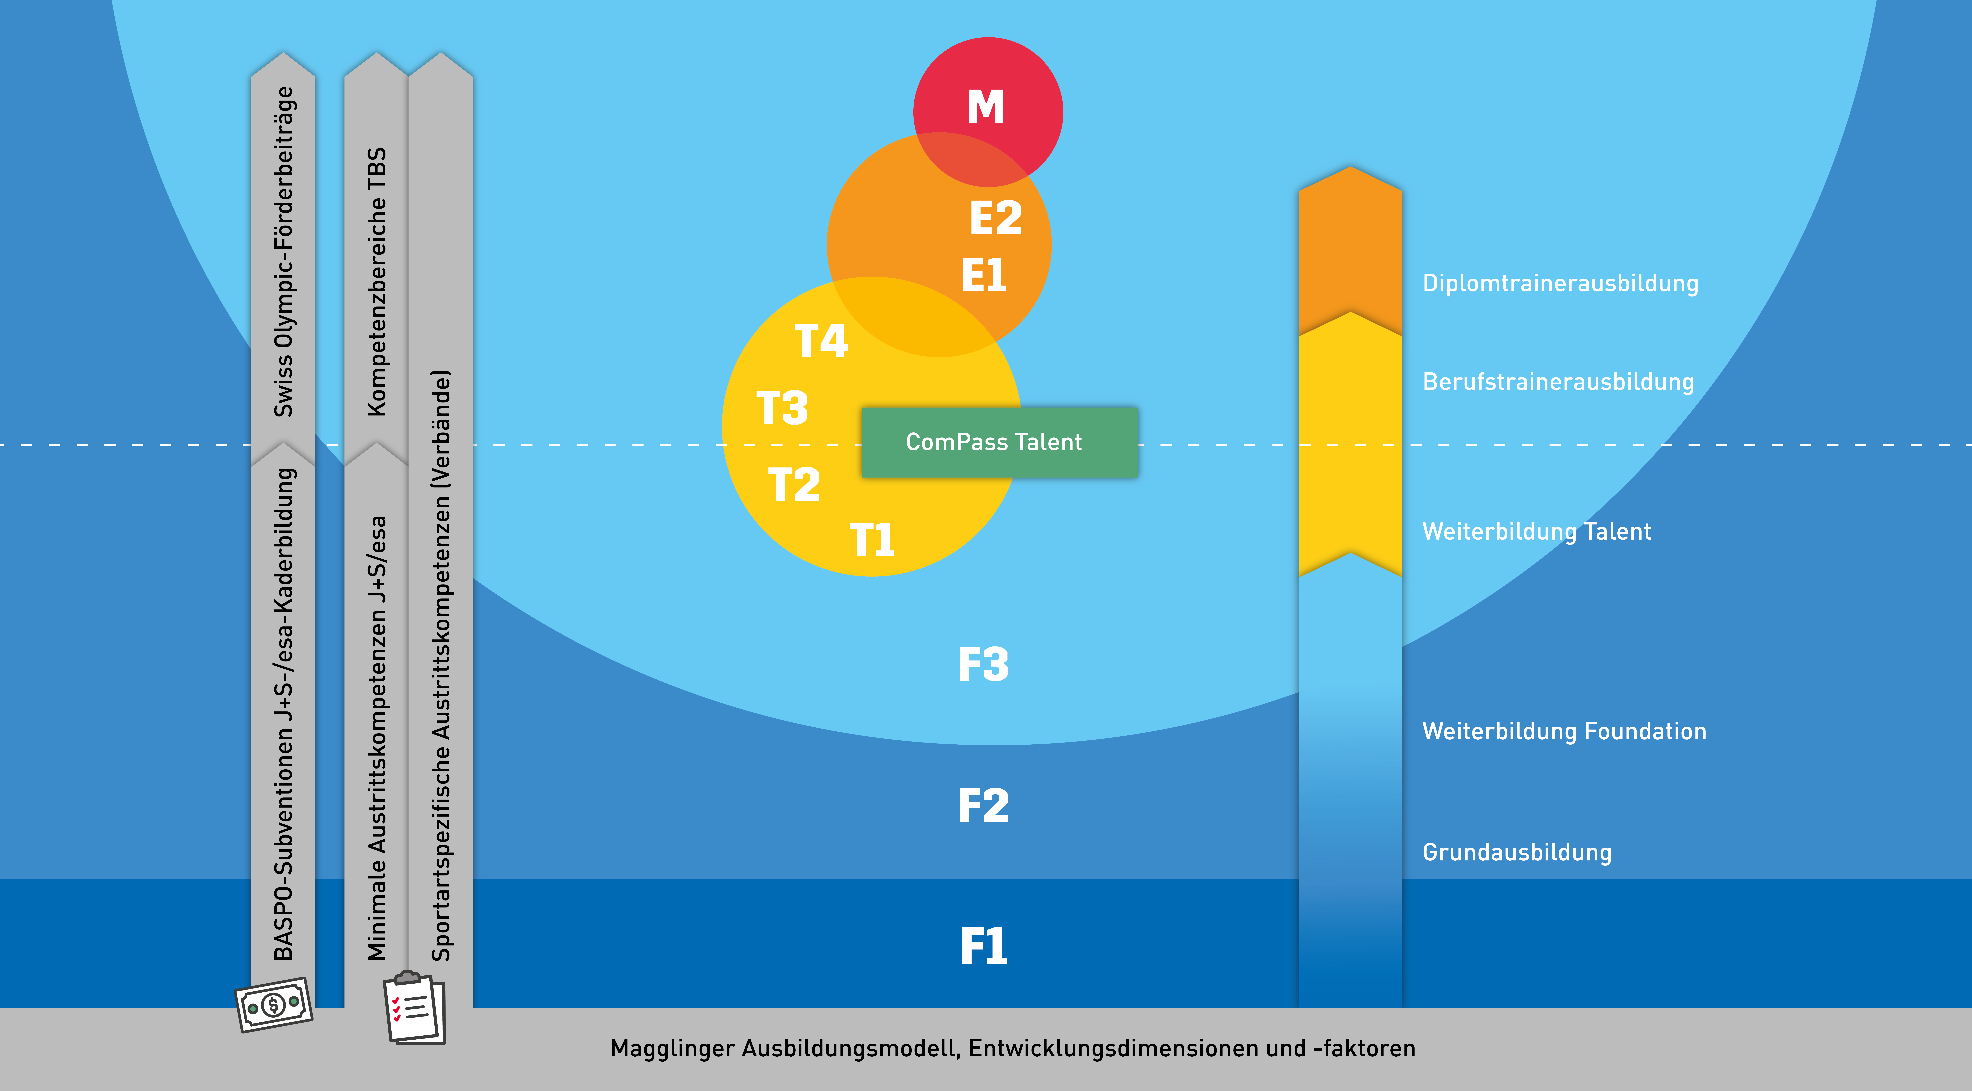 Swiss Olympic-Förderbeiträge
BASPO-Subventionen J+S-/esa-Kaderbildung
Kompetenzbereiche TBS
Minimale Austrittskompetenzen J+S/esa
Sportartspezifische Austrittskompetenzen (Verbände)
M
E2
E1
T4
T3
ComPass Talent
T2
T1
F3
F2
F1
Diplomtrainerausbildung
Berufstrainerausbildung
Weiterbildung Talent
Weiterbildung Foundation
Grundausbildung
$
Magglinger Ausbildungsmodell, Entwicklungsdimensionen und -faktoren